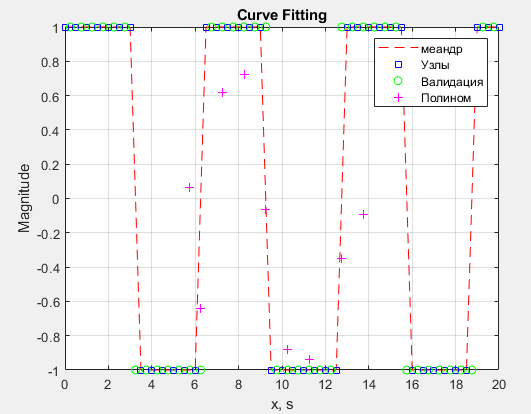 Curve Fitting
меандр
Узлы
Валидация
Полином
Magnitude
1
0.8
0.6
0.4
0.2
0
-0.2
-0.4
-0.6
-0.8
-1
0 2 4 6 8 10 12 14 16 18 20
x, s